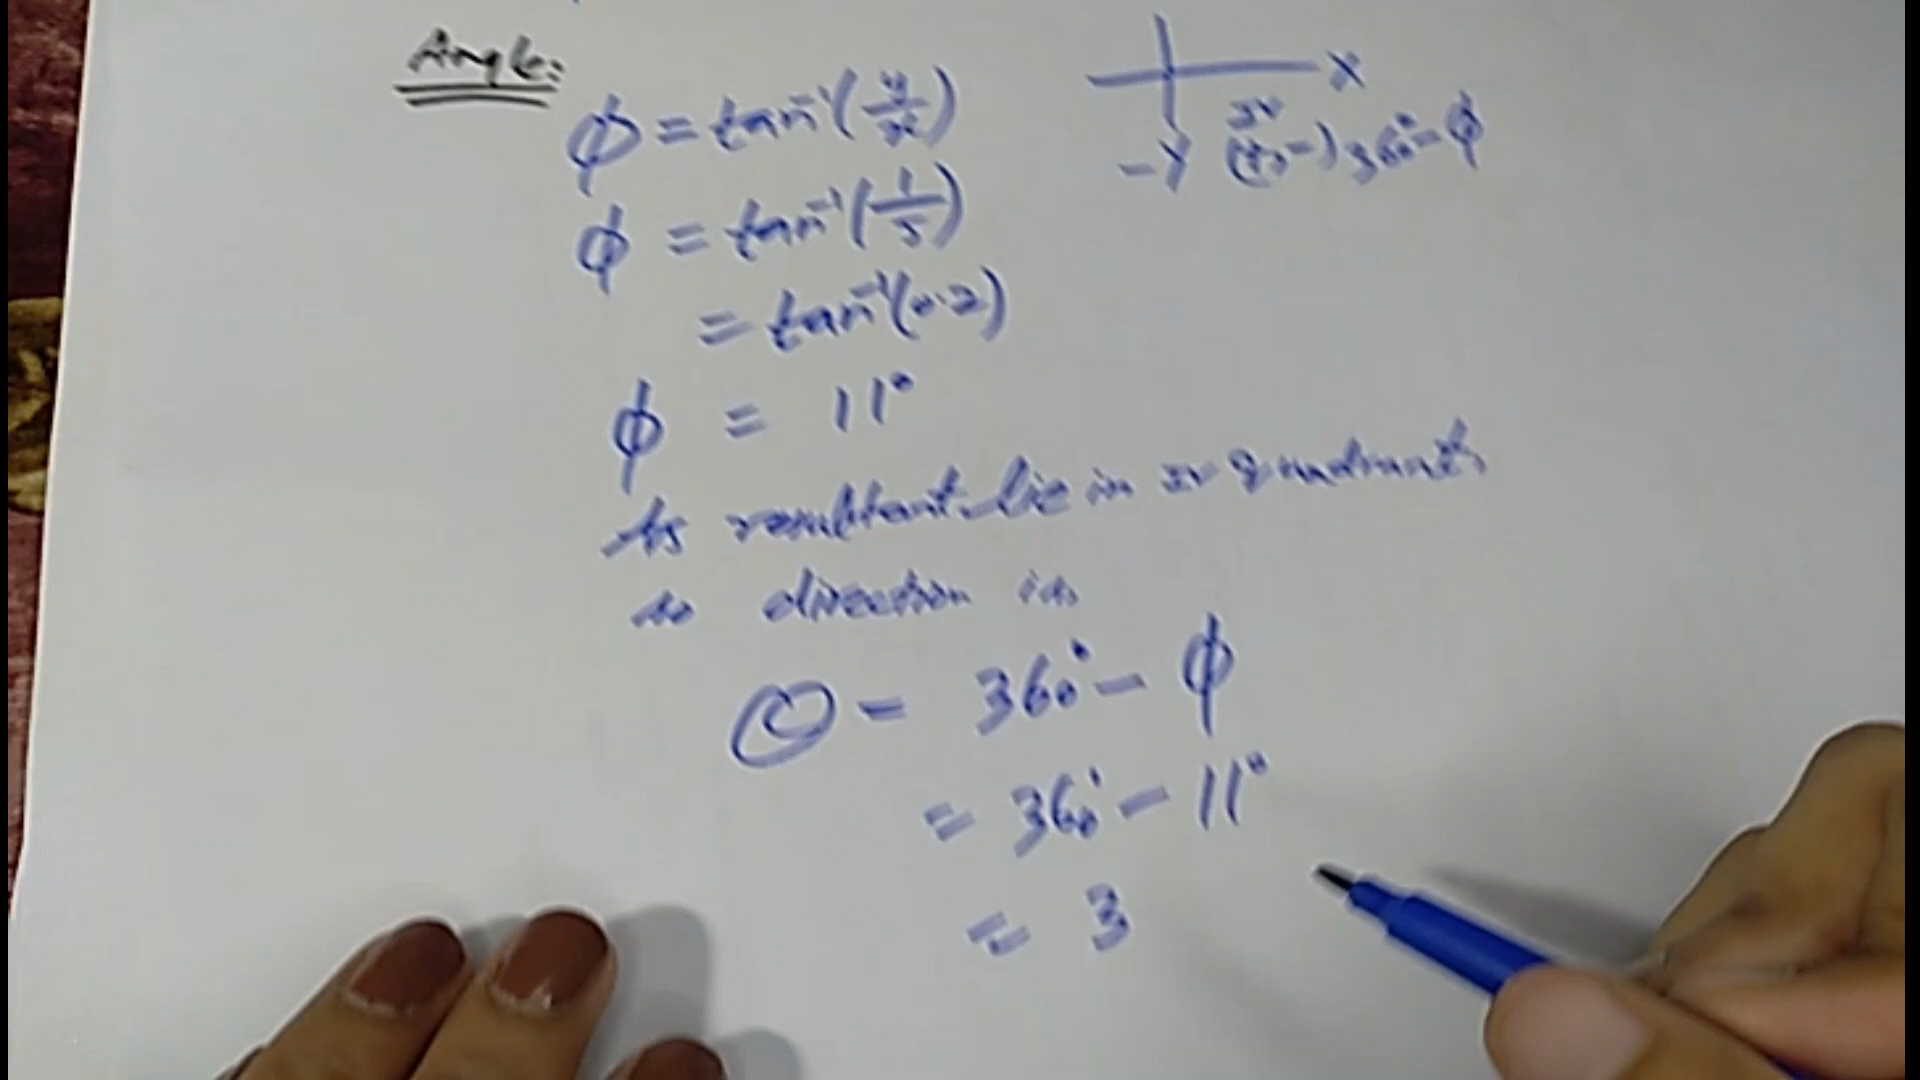 Angle:
ϕ = tan⁻¹(y/x)
ϕ = tan⁻¹(1/5)
= tan⁻¹(0.2)
ϕ = 11°
As resultant lie in IV quadrant,
so direction is
θ = 360° - ϕ
= 360° - 11°
= 3
X
IV
-Y (+,-) 360° - ϕ